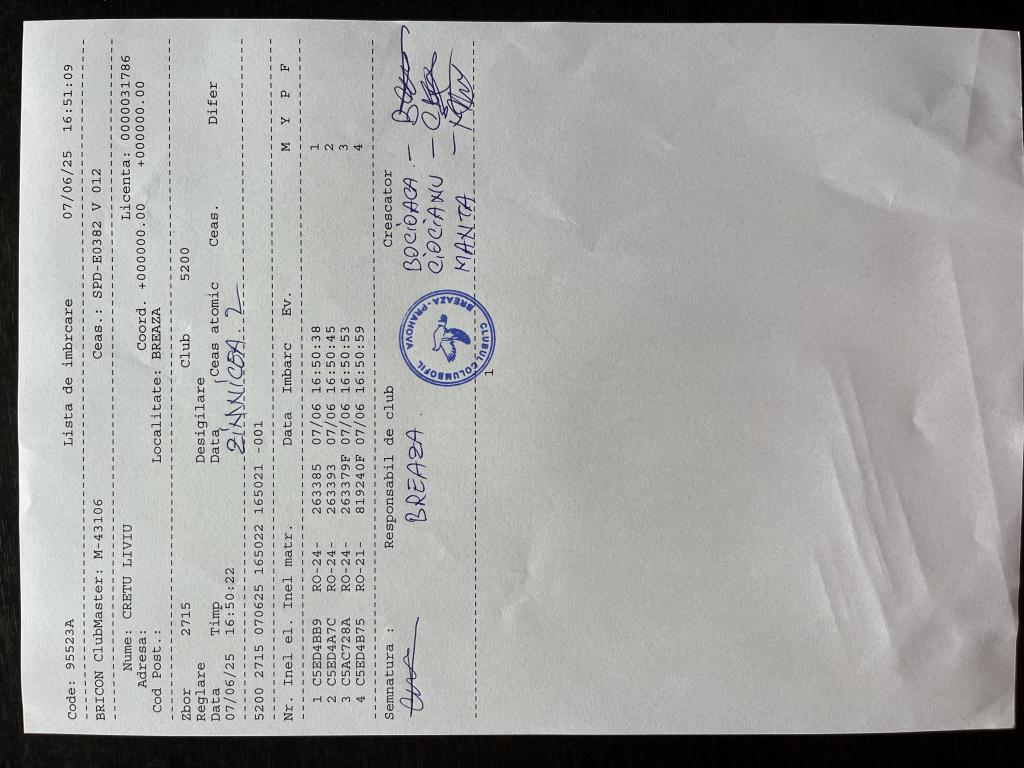 Code: 95523A Lista de imbrcare 07/06/25 16:51:09
BRICON ClubMaster: M-43106 Ceas.: SPD-E0382 V 012
Nume: CRETU LIVIU Licenta: 0000031786
Adresa: Coord. +000000.00 +000000.00
Cod Post.: Localitate: BREAZA
Zbor 2715 Club 5200
Reglare Desigilare
Data Timp Data Ceas atomic Ceas. Difer
07/06/25 16:50:22 ZIMNICEA. 2
5200 2715 070625 165022 165021 -001
Nr. Inel el. Inel matr. Data Imbarc Ev. M Y P F
1 C5ED4BB9 RO-24- 263385 07/06 16:50:38 1
2 C5ED4A7C RO-24- 263393 07/06 16:50:45 2
3 C5AC728A RO-24- 263379F 07/06 16:50:53 3
4 C5ED4B75 RO-21- 819240F 07/06 16:50:59 4
Semnatura : Responsabil de club Crescator
BREAZA. BOCIOACA. -
CIOCIANU -
MANTA -
CLUBUL COLUMBOFIL
BREAZA-PRAHOVA
1